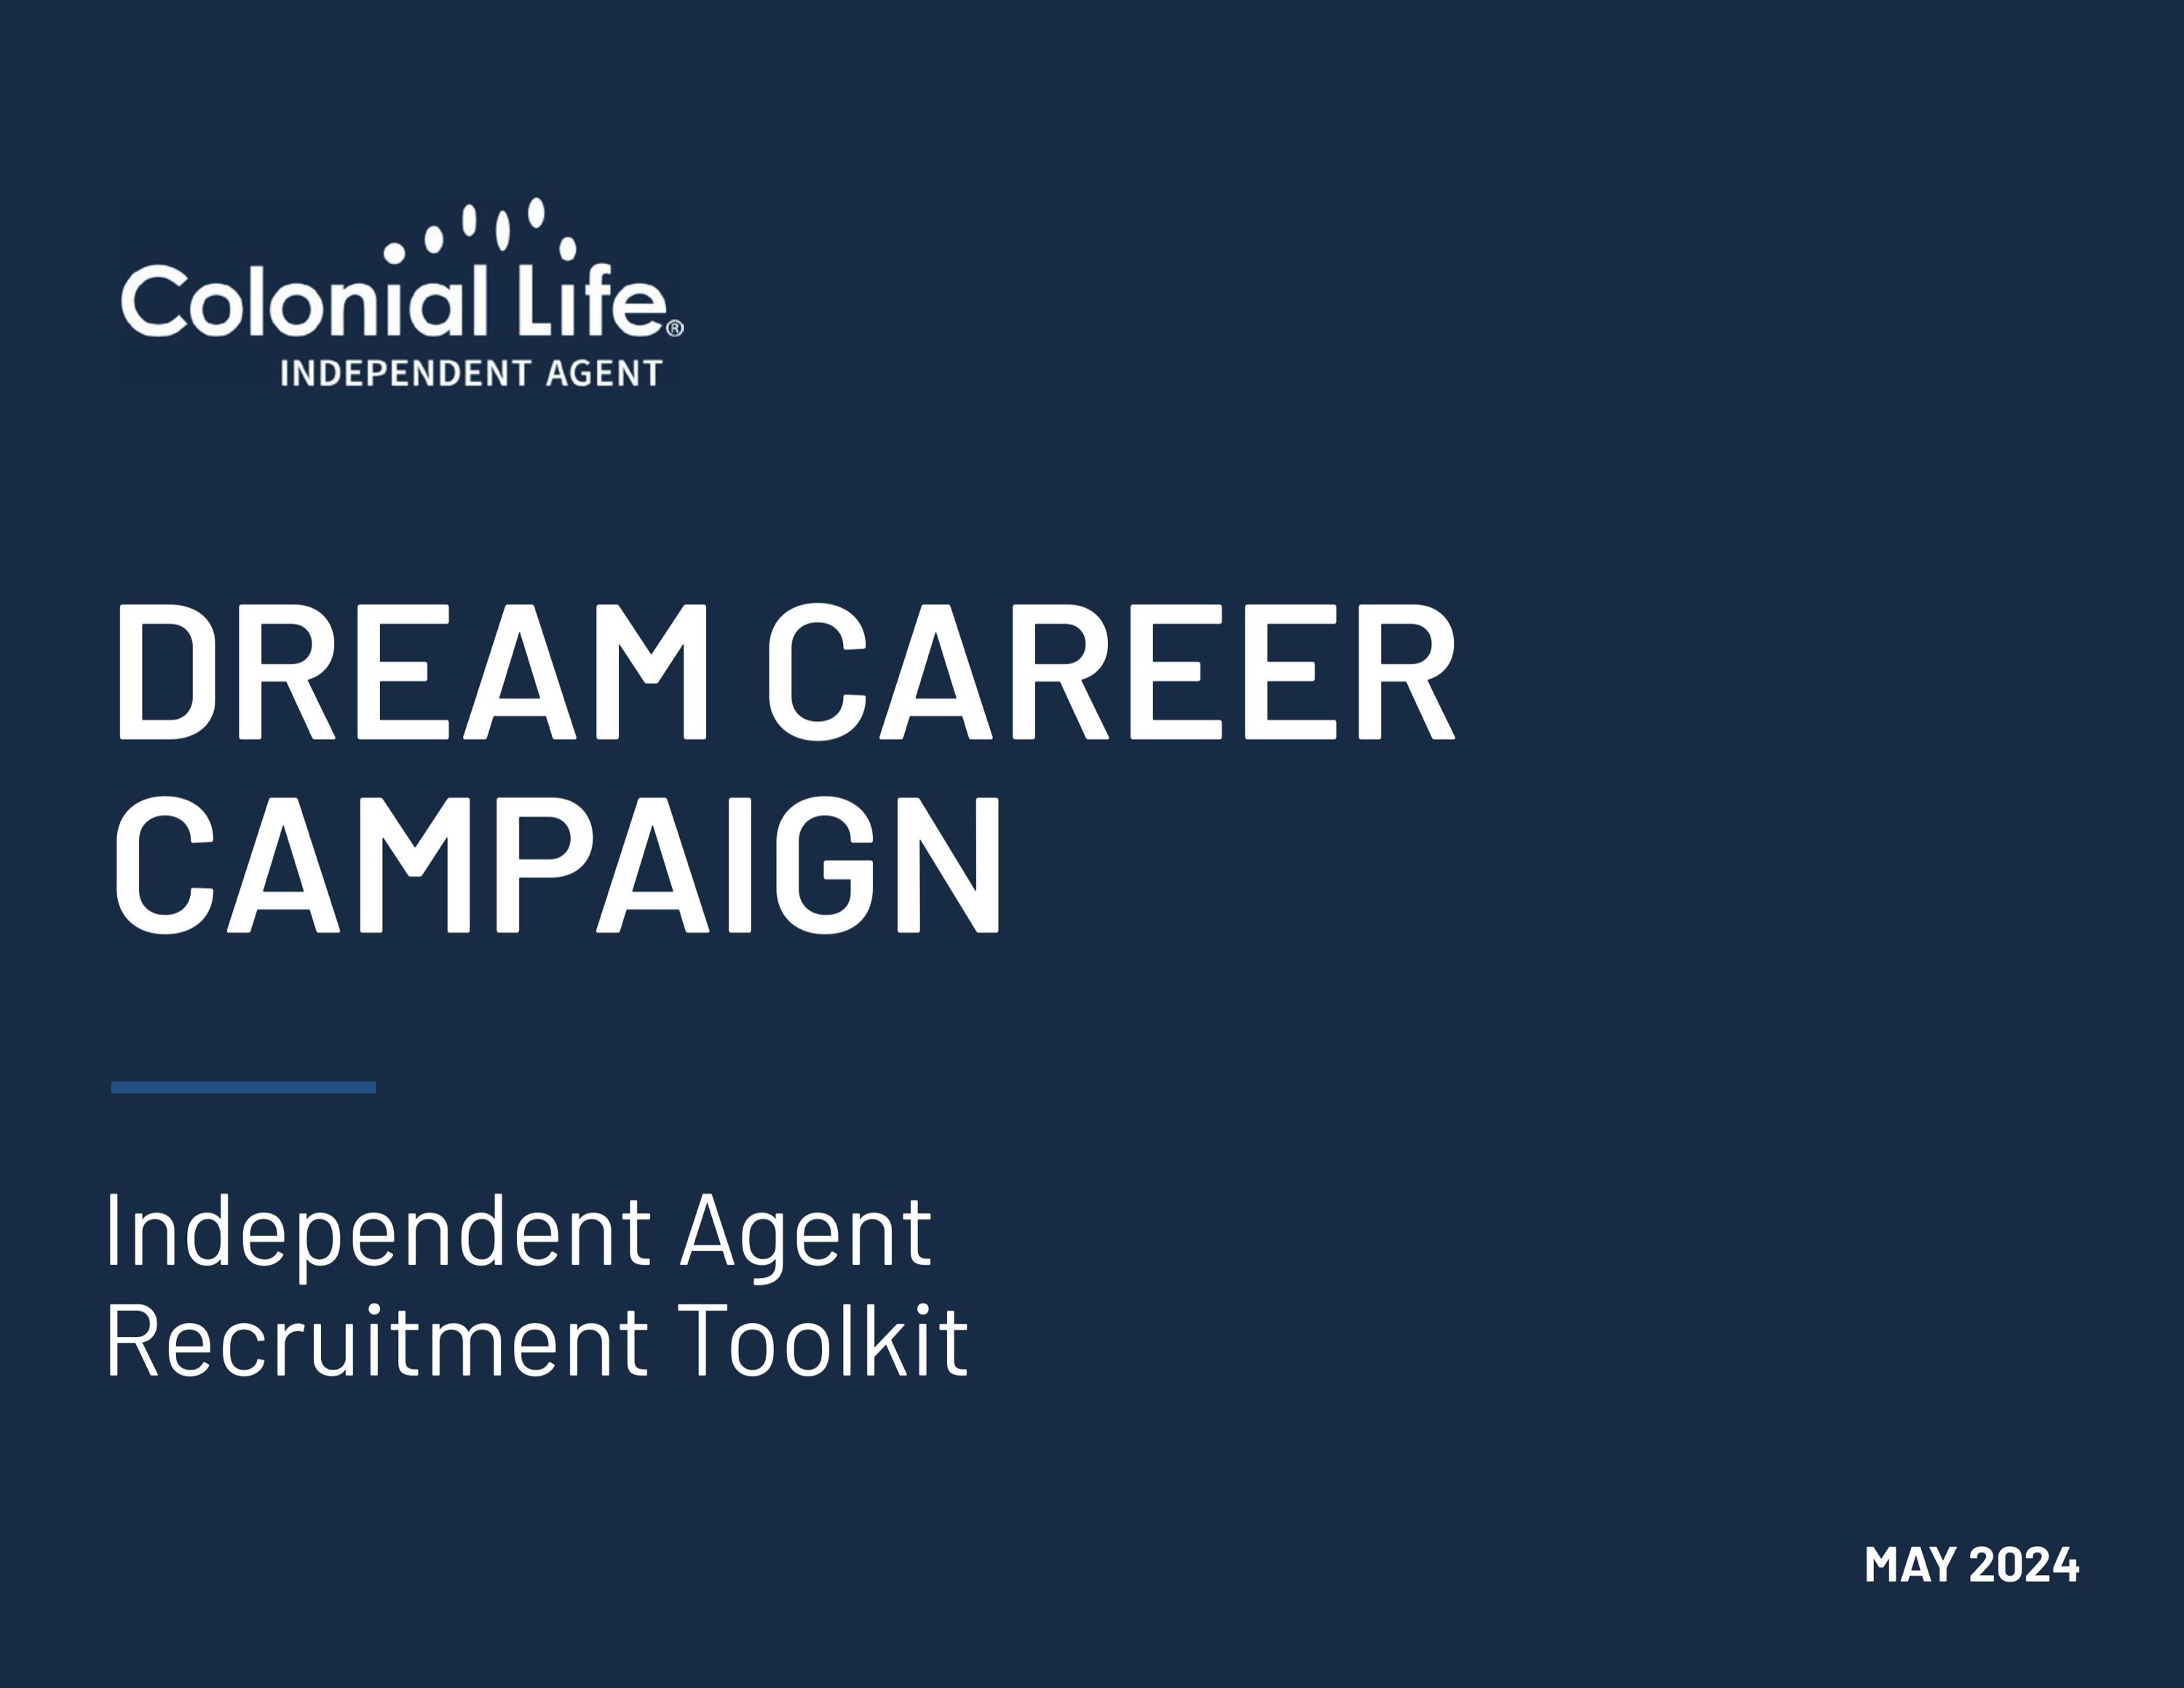 Colonial Life®
INDEPENDENT AGENT
DREAM CAREER
CAMPAIGN
Independent Agent
Recruitment Toolkit
MAY 2024